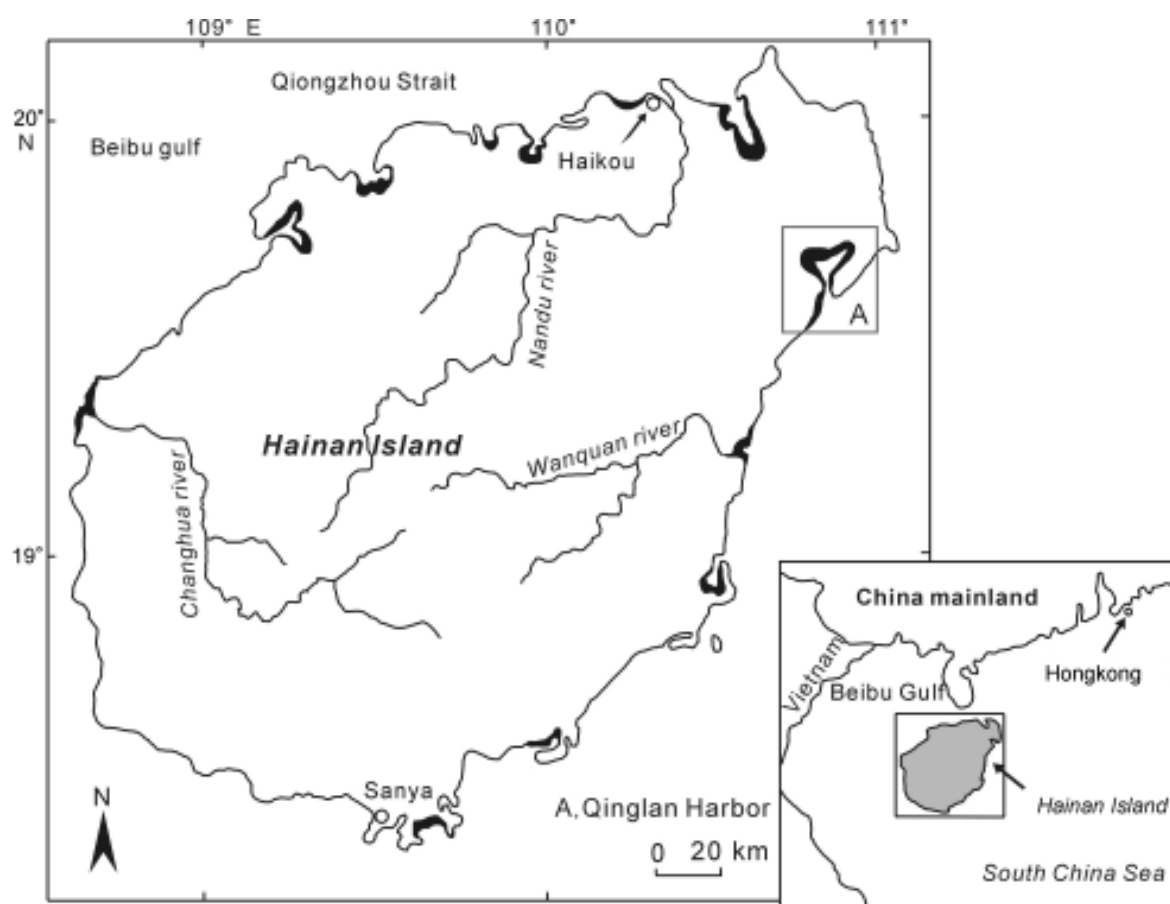 109° E
110°
111°
Qiongzhou Strait
20°
N
Beibu gulf
Haikou
Nandu river
A
Hainan Island
Wanquan river
Changhua river
19°
China mainland
Hongkong
Vietnam
Beibu Gulf
Sanya
N
A, Qinglan Harbor
0 20 km
Hainan Island
South China Sea